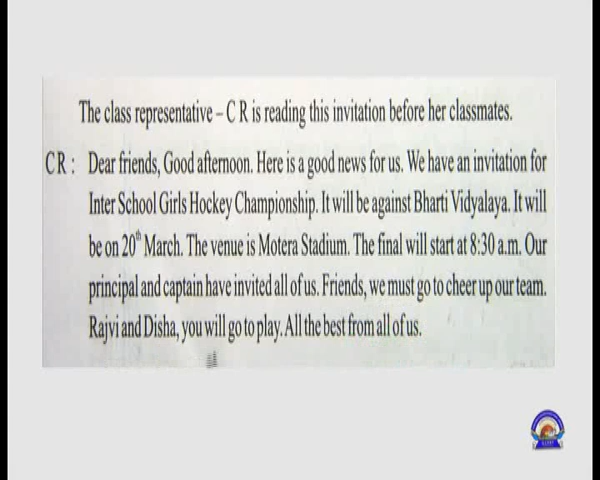 The class representative – C R is reading this invitation before her classmates.
C R : Dear friends, Good afternoon. Here is a good news for us. We have an invitation for
Inter School Girls Hockey Championship. It will be against Bharti Vidyalaya. It will
be on 20th March. The venue is Motera Stadium. The final will start at 8:30 a.m. Our
principal and captain have invited all of us. Friends, we must go to cheer up our team.
Rajvi and Disha, you will go to play. All the best from all of us.